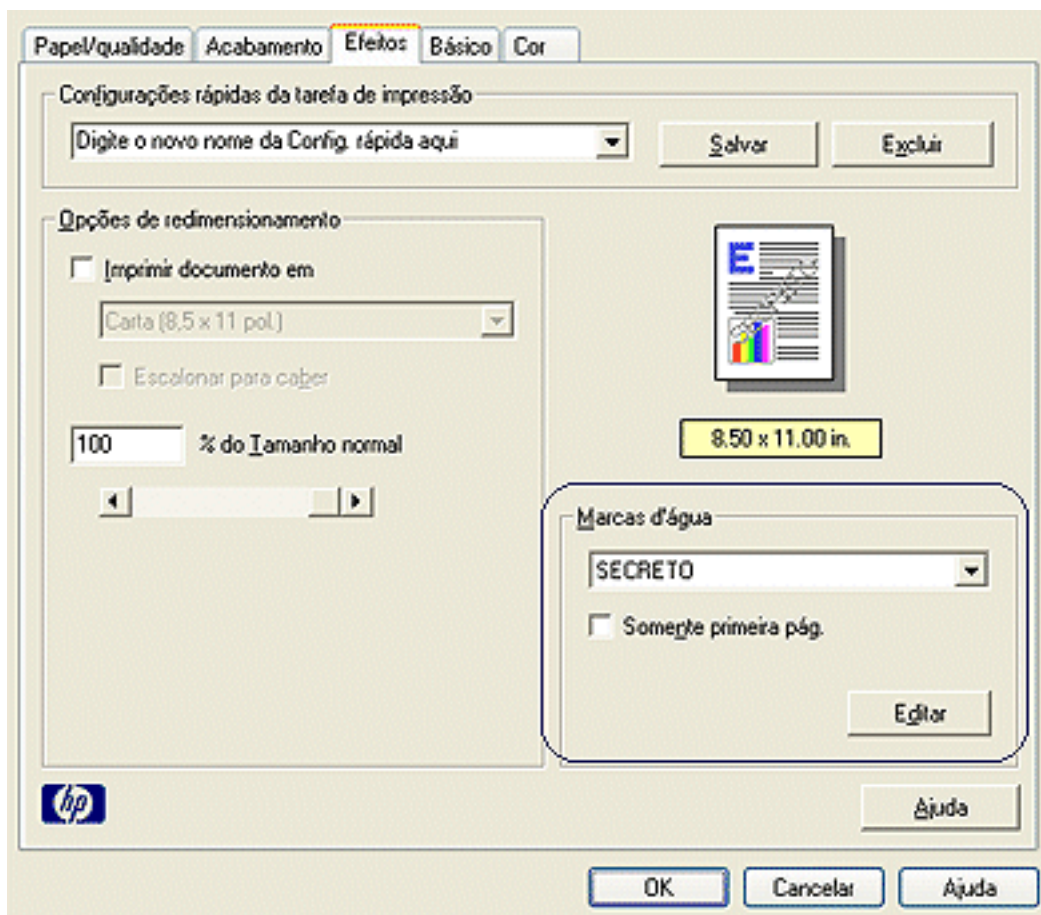 Papel/qualidade Acabamento Efeitos Básico Cor
Configurações rápidas da tarefa de impressão
Digite o novo nome da Config. rápida aqui Salvar Excluir
Opções de redimensionamento
Imprimir documento em
Carta (8,5 x 11 pol.)
Escalonar para caber
100 % do Tamanho normal
E
8.50 x 11.00 in.
Marcas d'água
SECRETO
Somente primeira pág.
Editar
hp
Ajuda
OK Cancelar Ajuda